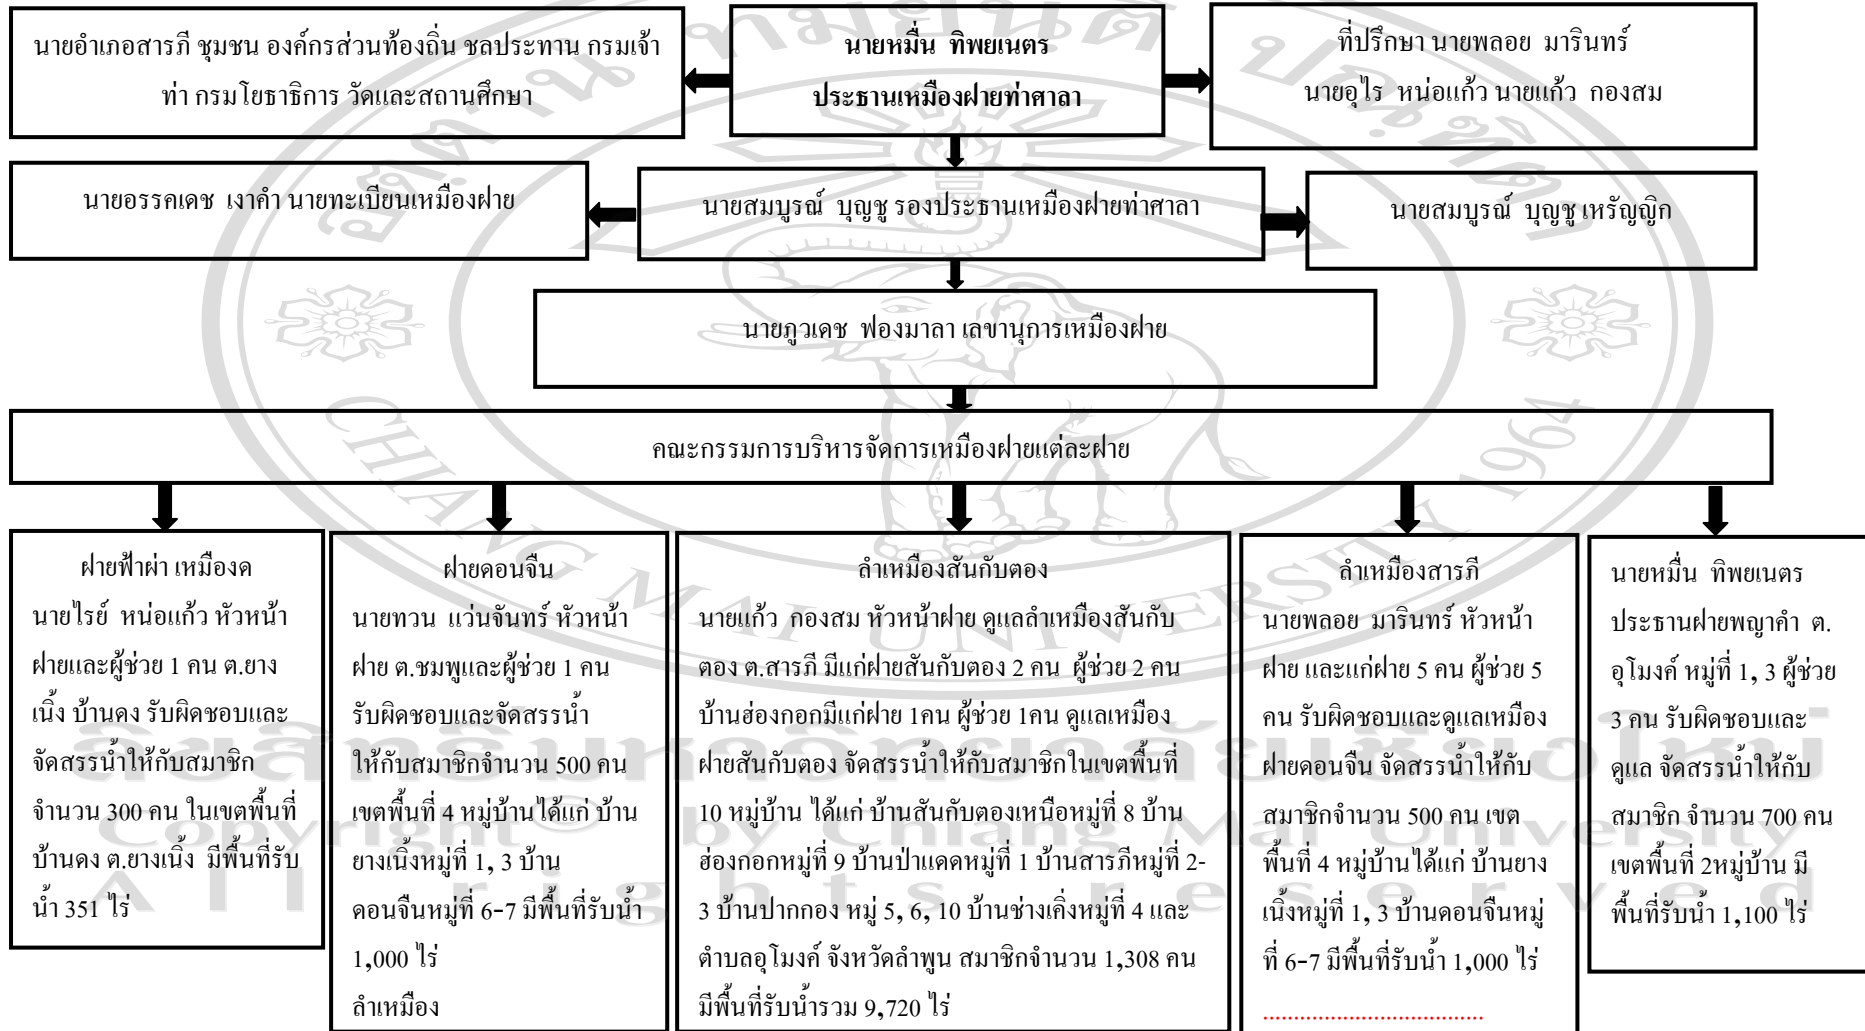 นายอำเภอสารภี ชุมชน องค์กรส่วนท้องถิ่น ชลประทาน กรมเจ้า
ท่า กรมโยธาธิการ วัดและสถานศึกษา
นายหมื่น ทิพยเนตร
ประธานเหมืองฝายท่าศาลา
ที่ปรึกษา นายพลอย มารินทร์
นายอุไร หน่อแก้ว นายแก้ว กองสม
นายอรรคเดช เงาคำ นายทะเบียนเหมืองฝาย
นายสมบูรณ์ บุญชู รองประธานเหมืองฝายท่าศาลา
นายสมบูรณ์ บุญชู เหรัญญิก
นายภูวเดช ฟองมาลา เลขานุการเหมืองฝาย
คณะกรรมการบริหารจัดการเหมืองฝายแต่ละฝาย
ฝายฟ้าผ่า เหมืองค
นายไรย์ หน่อแก้ว หัวหน้า
ฝายและผู้ช่วย 1 คน ต.ยาง
เนิ้ง บ้านคง รับผิดชอบและ
จัดสรรน้ำให้กับสมาชิก
จำนวน 300 คน ในเขตพื้นที่
บ้านคง ต.ยางเนิ้ง มีพื้นที่รับ
น้ำ 351 ไร่
ฝายดอนจืน
นายทวน แว่นจันทร์ หัวหน้า
ฝาย ต.ชมพูและผู้ช่วย 1 คน
รับผิดชอบและจัดสรรน้ำ
ให้กับสมาชิกจำนวน 500 คน
เขตพื้นที่ 4 หมู่บ้านได้แก่ บ้าน
ยางเนิ้งหมู่ที่ 1, 3 บ้าน
ดอนจืนหมู่ที่ 6-7 มีพื้นที่รับน้ำ
1,000 ไร่
ลำเหมือง
ลำเหมืองสันกับตอง
นายแก้ว กองสม หัวหน้าฝาย ดูแลลำเหมืองสันกับ
ตอง ต.สารภี มีแก่ฝายสันกับตอง 2 คน ผู้ช่วย 2 คน
บ้านฮ่องกอกมีแก่ฝาย 1คน ผู้ช่วย 1คน ดูแลเหมือง
ฝายสันกับตอง จัดสรรน้ำให้กับสมาชิกในเขตพื้นที่
10 หมู่บ้าน ได้แก่ บ้านสันกับตองเหนือหมู่ที่ 8 บ้าน
ฮ่องกอกหมู่ที่ 9 บ้านป่าแดดหมู่ที่ 1 บ้านสารภีหมู่ที่ 2-
3 บ้านปากกอง หมู่ 5, 6, 10 บ้านช่างเคิ่งหมู่ที่ 4 และ
ตำบลอุโมงค์ จังหวัดลำพูน สมาชิกจำนวน 1,308 คน
มีพื้นที่รับน้ำรวม 9,720 ไร่
ลำเหมืองสารภี
นายพลอย มารินทร์ หัวหน้า
ฝาย และแก่ฝาย 5 คน ผู้ช่วย 5
คน รับผิดชอบและดูแลเหมือง
ฝายดอนจืน จัดสรรน้ำให้กับ
สมาชิกจำนวน 500 คน เขต
พื้นที่ 4 หมู่บ้านได้แก่ บ้านยาง
เนิ้งหมู่ที่ 1, 3 บ้านดอนจืนหมู่
ที่ 6-7 มีพื้นที่รับน้ำ 1,000 ไร่
....................................
นายหมื่น ทิพยเนตร
ประธานฝายพญาคำ ต.
อุโมงค์ หมู่ที่ 1, 3 ผู้ช่วย
3 คน รับผิดชอบและ
ดูแล จัดสรรน้ำให้กับ
สมาชิก จำนวน 700 คน
เขตพื้นที่ 2หมู่บ้าน มี
พื้นที่รับน้ำ 1,100 ไร่
CHIANG MAI UNIVERSITY 1964
ลิขสิทธิ์มหาวิทยาลัยเชียงใหม่
Copyright© by Chiang Mai University
All rights reserved